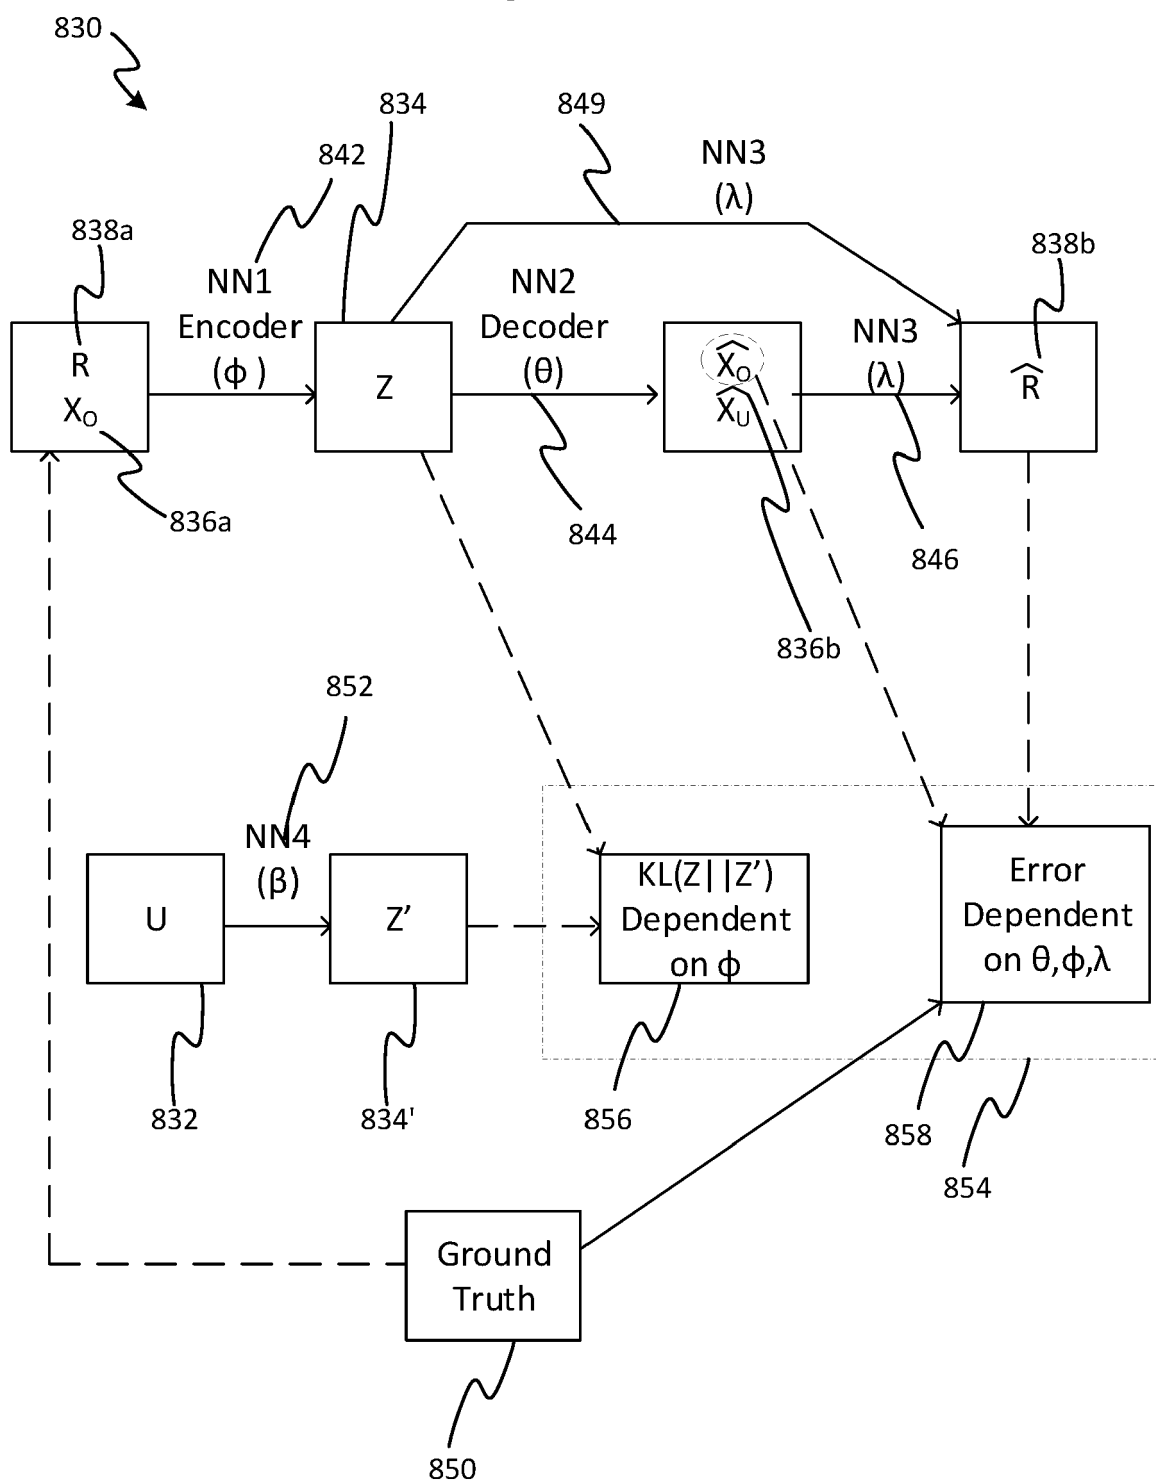 830
834
849
842
NN3
(λ)
838a
838b
NN1
Encoder
(ϕ )
NN2
Decoder
(θ)
NN3
(λ)
R
X_O
Z
X̂_O
X̂_U
R̂
836a
844
846
836b
852
NN4
(β)
U
Z’
KL(Z||Z’)
Dependent
on ϕ
Error
Dependent
on θ,ϕ,λ
832
834'
856
858
854
Ground
Truth
850